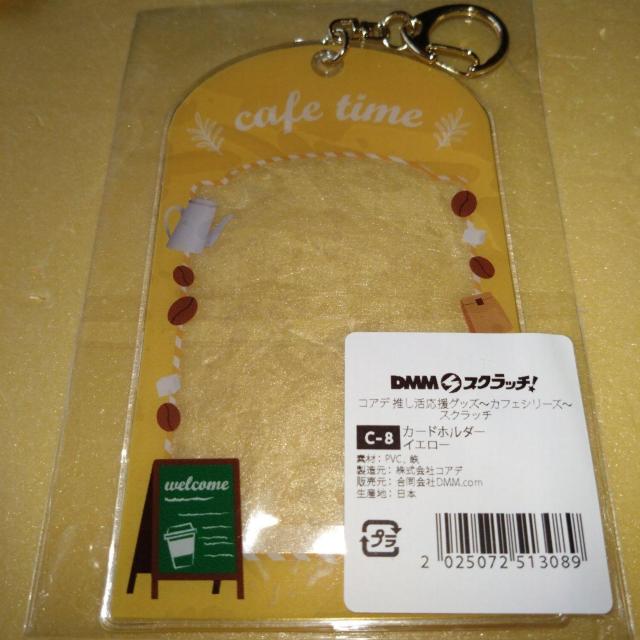 cafe time
welcome
DMMスクラッチ!
コアデ 推し活応援グッズ～カフェシリーズ～
スクラッチ
C-8 カードホルダー
イエロー
素材：PVC、鉄
製造元：株式会社コアデ
販売元：合同会社DMM.com
生産地：日本
プラ
2 025072 513089